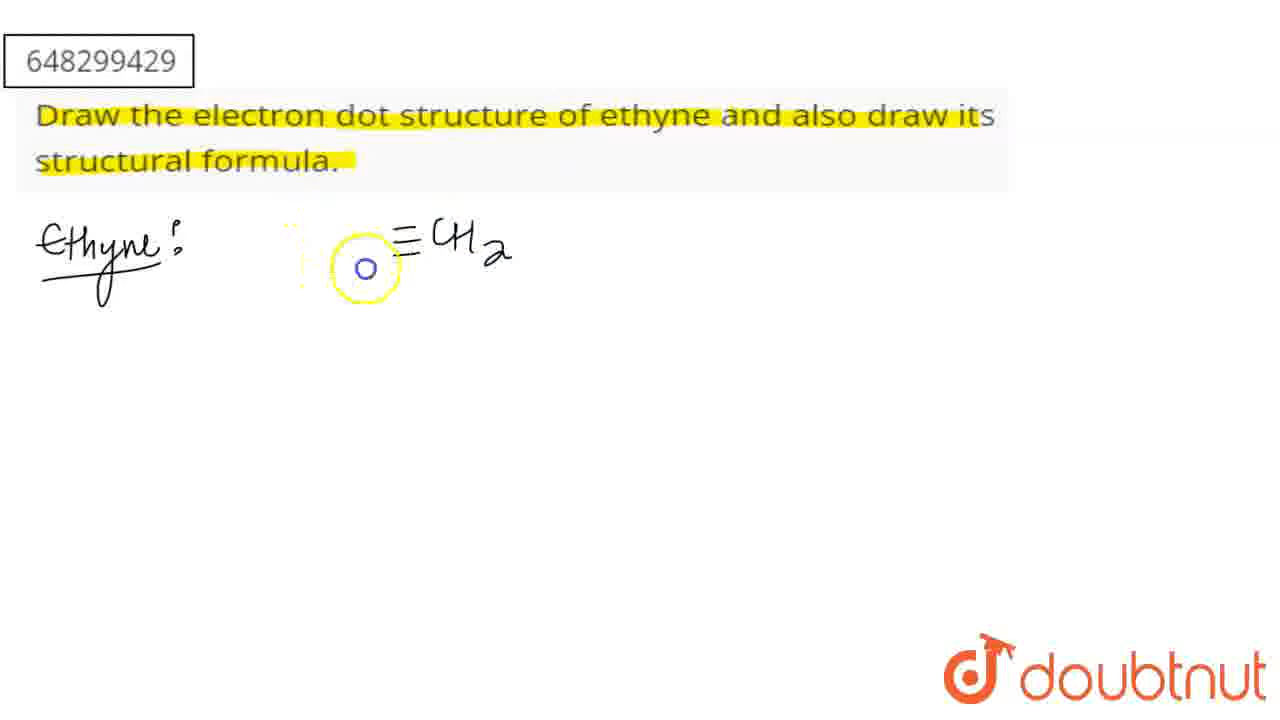 648299429
Draw the electron dot structure of ethyne and also draw its
structural formula.
Ethyne: ≡CH2
doubtnut